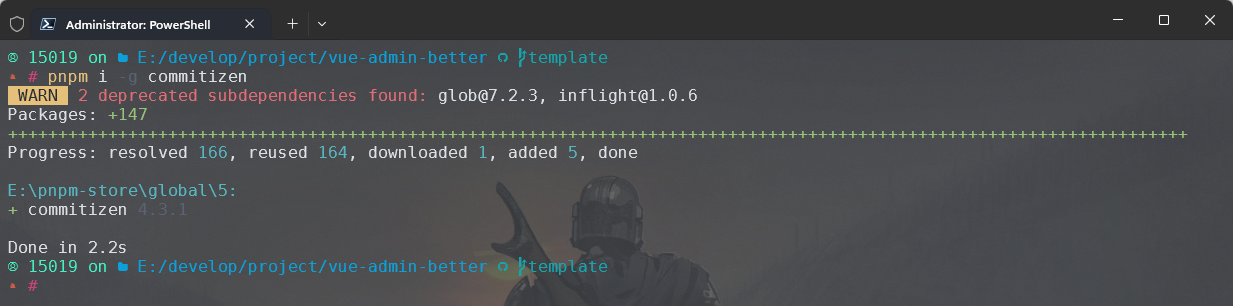 Administrator: PowerShell
15019 on E:/develop/project/vue-admin-better template
# pnpm i -g commitizen
WARN 2 deprecated subdependencies found: glob@7.2.3, inflight@1.0.6
Packages: +147
++++++++++++++++++++++++++++++++++++++++++++++++++++++++++++++++++++++++++++++++++++++++++++++++++++++++++++++++++++++
Progress: resolved 166, reused 164, downloaded 1, added 5, done
E:\pnpm-store\global\5:
+ commitizen 4.3.1
Done in 2.2s
15019 on E:/develop/project/vue-admin-better template
#